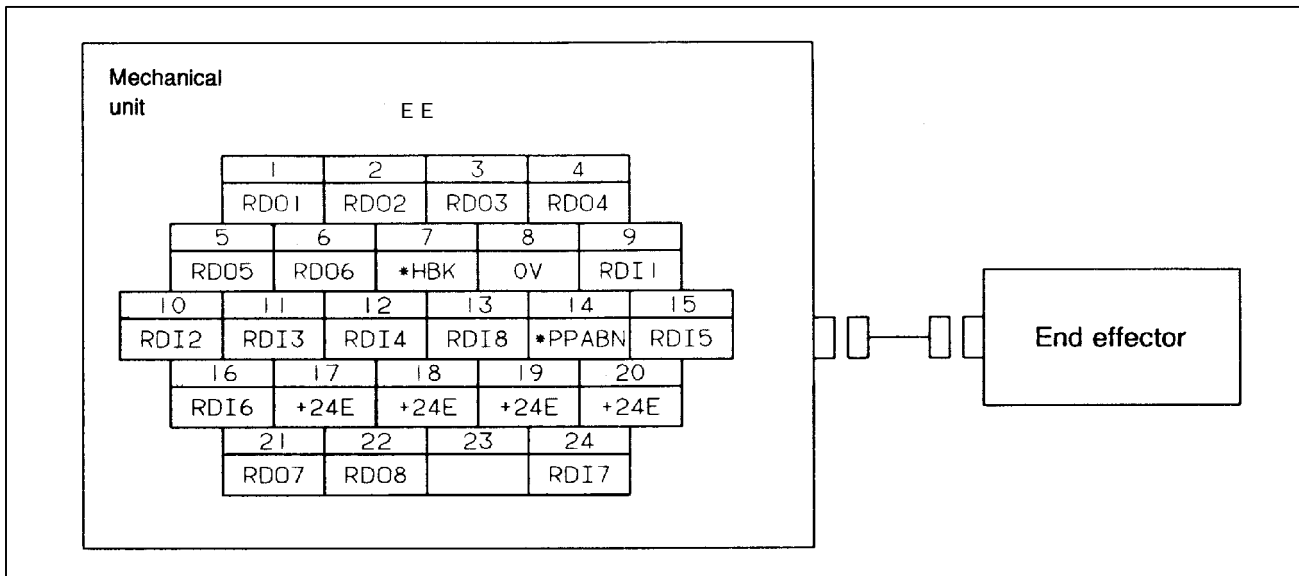 Mechanical
unit
EE
1 2 3 4
RDO1 RDO2 RDO3 RDO4
5 6 7 8 9
RDO5 RDO6 *HBK 0V RDI1
10 11 12 13 14 15
RDI2 RDI3 RDI4 RDI8 *PPABN RDI5
16 17 18 19 20
RDI6 +24E +24E +24E +24E
21 22 23 24
RDO7 RDO8 RDI7
End effector